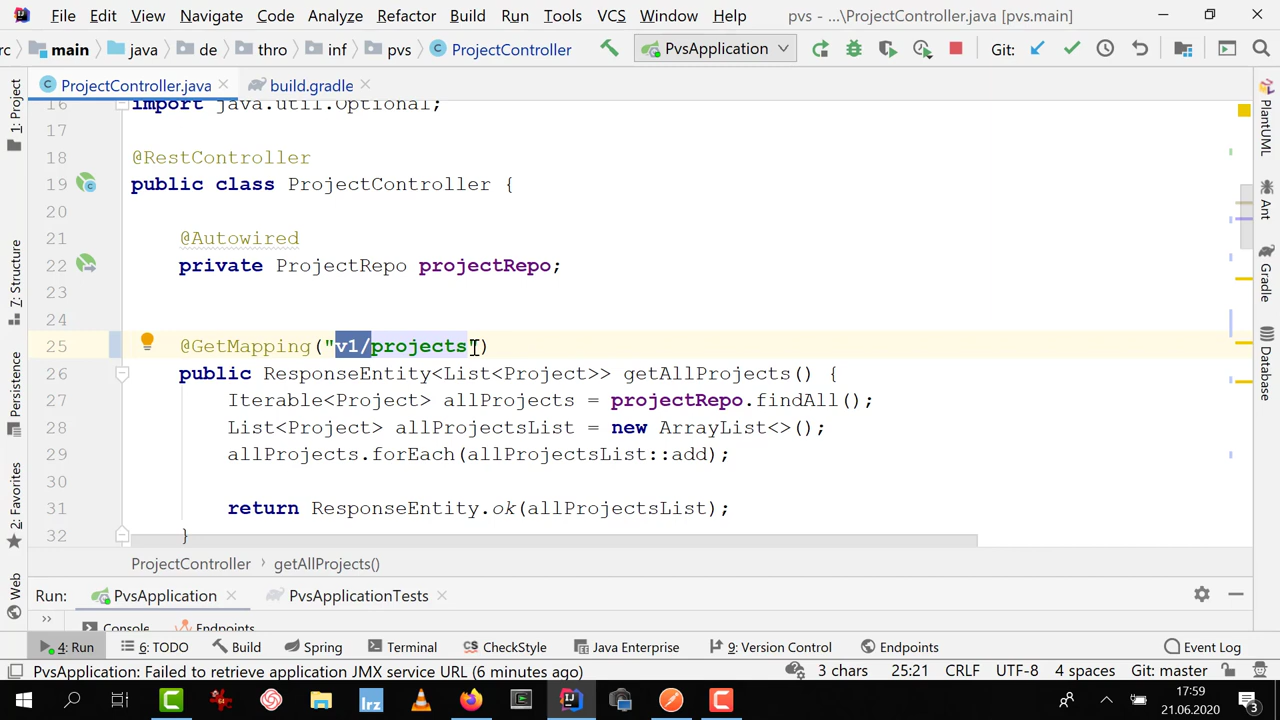 File Edit View Navigate Code Analyze Refactor Build Run Tools VCS Window Help pvs - ...\ProjectController.java [pvs.main]
rc main java de thro inf pvs ProjectController PvsApplication Git:
ProjectController.java build.gradle
16 import java.util.Optional;
17
18 @RestController
19 public class ProjectController {
20
21 @Autowired
22 private ProjectRepo projectRepo;
23
24
25 @GetMapping("v1/projects")
26 public ResponseEntity<List<Project>> getAllProjects() {
27 Iterable<Project> allProjects = projectRepo.findAll();
28 List<Project> allProjectsList = new ArrayList<>();
29 allProjects.forEach(allProjectsList::add);
30
31 return ResponseEntity.ok(allProjectsList);
32 }
1: Project
7: Structure
Persistence
2: Favorites
Web
PlantUML
Ant
Gradle
Database
ProjectController getAllProjects()
Run: PvsApplication PvsApplicationTests
>> Console Endpoints
4: Run 6: TODO Build Spring Terminal CheckStyle Java Enterprise 9: Version Control Endpoints Event Log
PvsApplication: Failed to retrieve application JMX service URL (6 minutes ago) 3 chars 25:21 CRLF UTF-8 4 spaces Git: master
lrz
17:59
21.06.2020
3